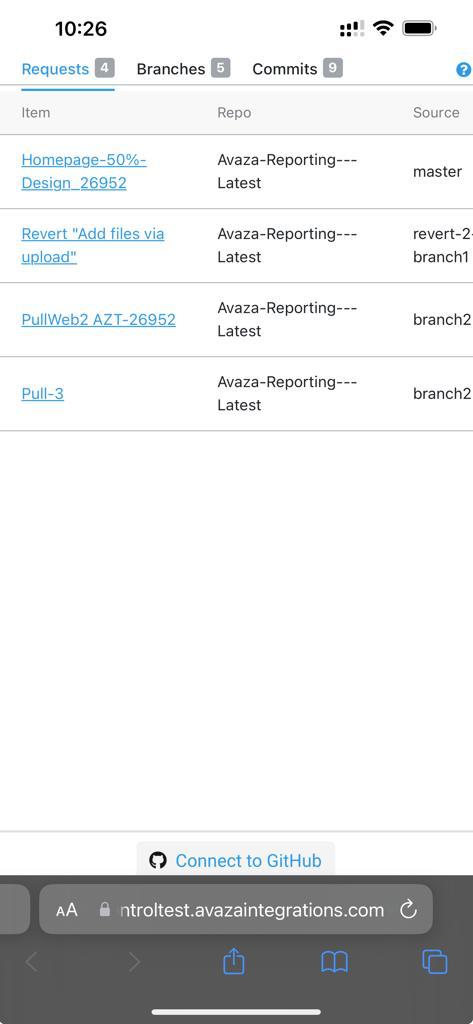 10:26
Requests 4 Branches 5 Commits 9 ?
Item Repo Source
Homepage-50%-
Design_26952
Avaza-Reporting---
Latest
master
Revert "Add files via
upload"
Avaza-Reporting---
Latest
revert-2-
branch1
PullWeb2 AZT-26952
Avaza-Reporting---
Latest
branch2
Pull-3
Avaza-Reporting---
Latest
branch2
Connect to GitHub
AA ntroltest.avazaintegrations.com